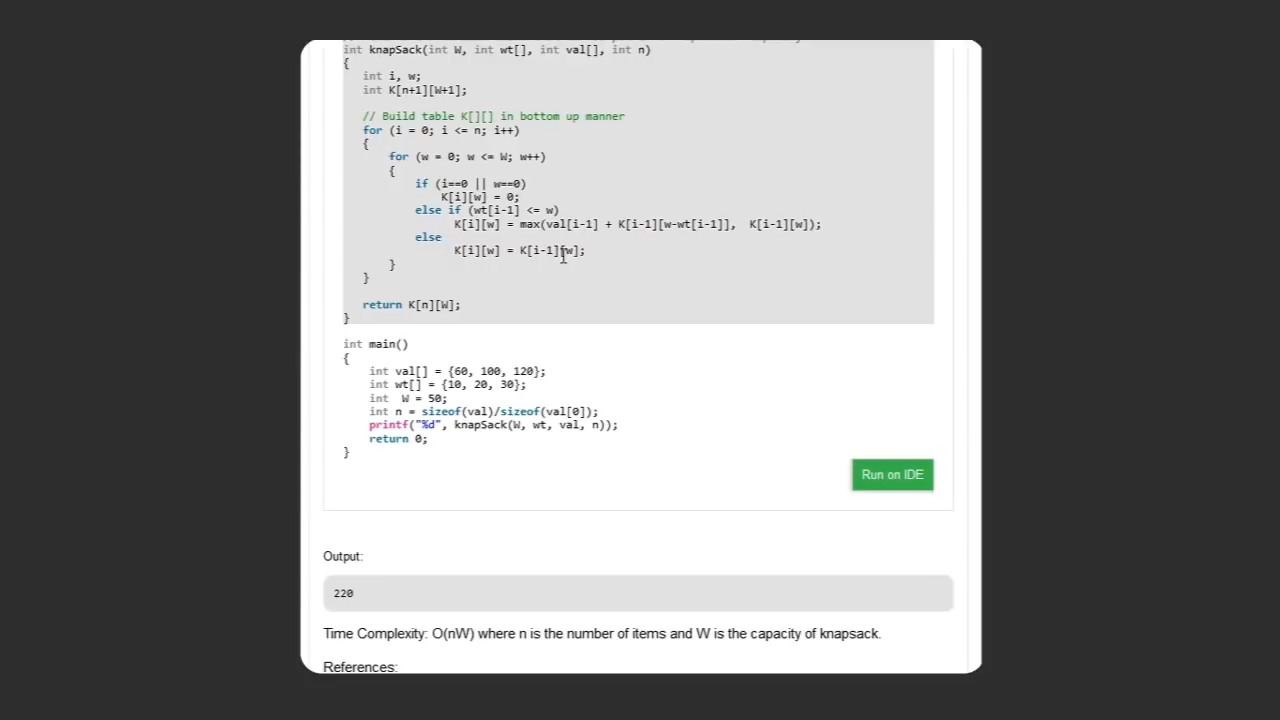 int knapSack(int W, int wt[], int val[], int n)
{
int i, w;
int K[n+1][W+1];
// Build table K[][] in bottom up manner
for (i = 0; i <= n; i++)
{
for (w = 0; w <= W; w++)
{
if (i==0 || w==0)
K[i][w] = 0;
else if (wt[i-1] <= w)
K[i][w] = max(val[i-1] + K[i-1][w-wt[i-1]], K[i-1][w]);
else
K[i][w] = K[i-1][w];
}
}
return K[n][W];
}
int main()
{
int val[] = {60, 100, 120};
int wt[] = {10, 20, 30};
int W = 50;
int n = sizeof(val)/sizeof(val[0]);
printf("%d", knapSack(W, wt, val, n));
return 0;
}
Run on IDE
Output:
220
Time Complexity: O(nW) where n is the number of items and W is the capacity of knapsack.
References: